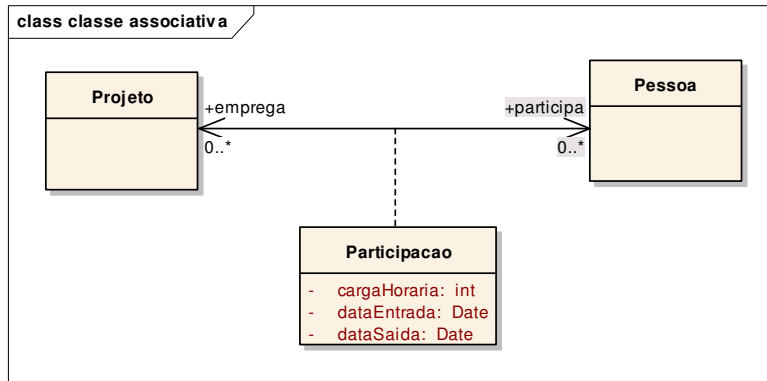 class classe associativa
Projeto
Pessoa
+emprega
+participa
0..*
0..*
Participacao
- cargaHoraria: int
- dataEntrada: Date
- dataSaida: Date